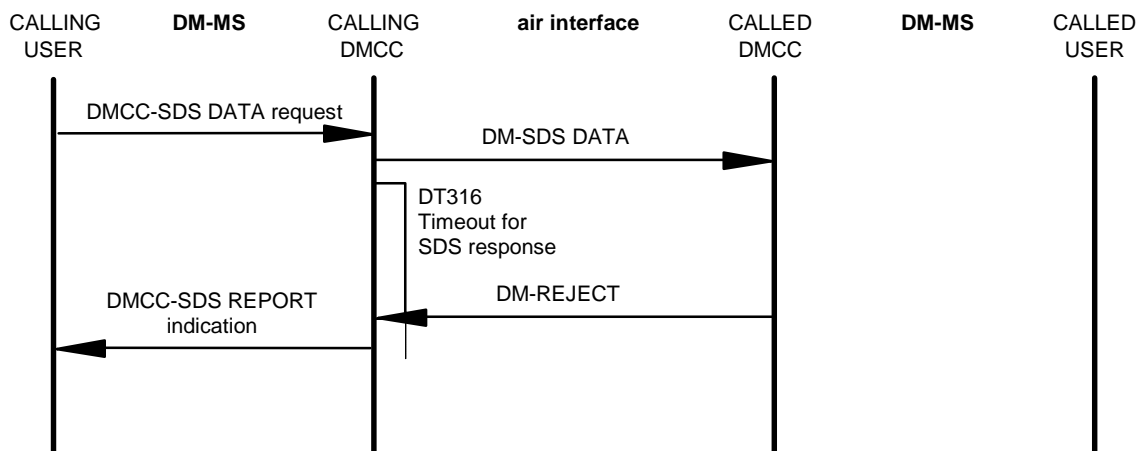 CALLING USER
DM-MS
CALLING DMCC
air interface
CALLED DMCC
DM-MS
CALLED USER
DMCC-SDS DATA request
DM-SDS DATA
DT316
Timeout for
SDS response
DM-REJECT
DMCC-SDS REPORT
indication